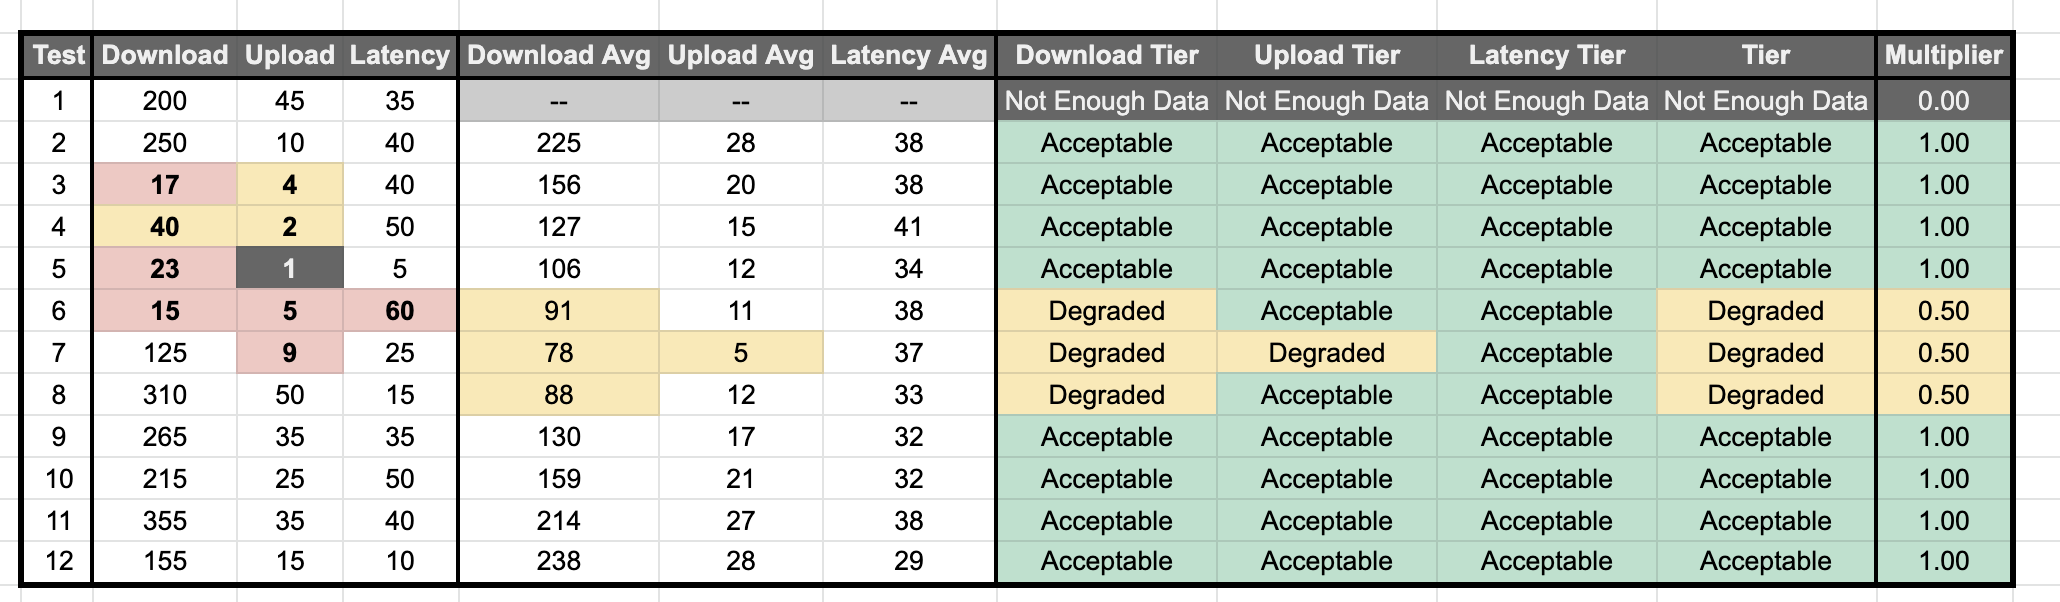 Test Download Upload Latency Download Avg Upload Avg Latency Avg Download Tier Upload Tier Latency Tier Tier Multiplier
1 200 45 35 -- -- -- Not Enough Data Not Enough Data Not Enough Data Not Enough Data 0.00
2 250 10 40 225 28 38 Acceptable Acceptable Acceptable Acceptable 1.00
3 17 4 40 156 20 38 Acceptable Acceptable Acceptable Acceptable 1.00
4 40 2 50 127 15 41 Acceptable Acceptable Acceptable Acceptable 1.00
5 23 1 5 106 12 34 Acceptable Acceptable Acceptable Acceptable 1.00
6 15 5 60 91 11 38 Degraded Acceptable Acceptable Degraded 0.50
7 125 9 25 78 5 37 Degraded Degraded Acceptable Degraded 0.50
8 310 50 15 88 12 33 Degraded Acceptable Acceptable Degraded 0.50
9 265 35 35 130 17 32 Acceptable Acceptable Acceptable Acceptable 1.00
10 215 25 50 159 21 32 Acceptable Acceptable Acceptable Acceptable 1.00
11 355 35 40 214 27 38 Acceptable Acceptable Acceptable Acceptable 1.00
12 155 15 10 238 28 29 Acceptable Acceptable Acceptable Acceptable 1.00